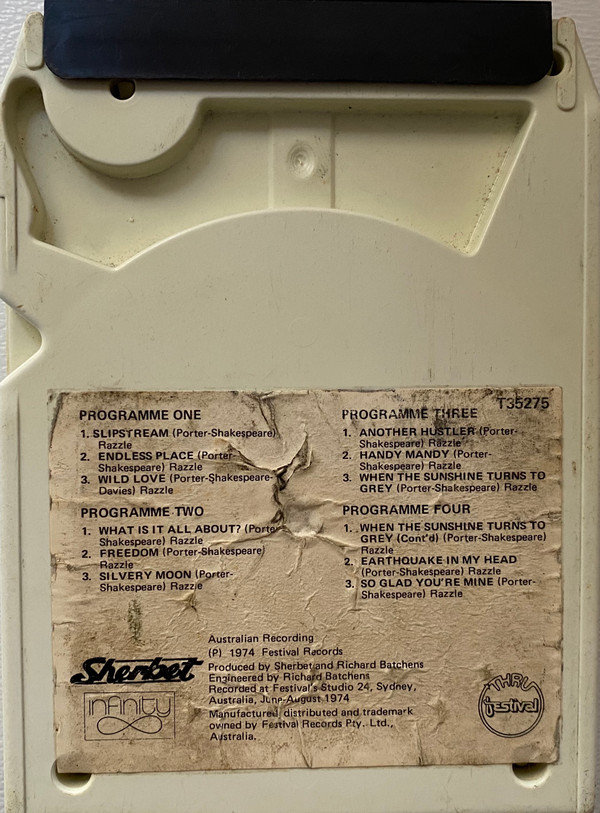 T35275
PROGRAMME ONE
1. SLIPSTREAM (Porter-Shakespeare)
Razzle
2. ENDLESS PLACE (Porter-
Shakespeare) Razzle
3. WILD LOVE (Porter-Shakespeare-
Davies) Razzle
PROGRAMME TWO
1. WHAT IS IT ALL ABOUT? (Porter
Shakespeare) Razzle
2. FREEDOM (Porter-Shakespeare)
Razzle
3. SILVERY MOON (Porter-
Shakespeare) Razzle
PROGRAMME THREE
1. ANOTHER HUSTLER (Porter-
Shakespeare) Razzle
2. HANDY MANDY (Porter-
Shakespeare) Razzle
3. WHEN THE SUNSHINE TURNS TO
GREY (Porter-Shakespeare) Razzle
PROGRAMME FOUR
1. WHEN THE SUNSHINE TURNS TO
GREY (Cont'd) (Porter-Shakespeare)
Razzle
2. EARTHQUAKE IN MY HEAD
(Porter-Shakespeare) Razzle
3. SO GLAD YOU'RE MINE (Porter-
Shakespeare) Razzle
Australian Recording
(P) 1974 Festival Records
Produced by Sherbet and Richard Batchens
Engineered by Richard Batchens
Recorded at Festival's Studio 24, Sydney,
Australia, June-August 1974
Manufactured, distributed and trademark
owned by Festival Records Pty. Ltd.,
Australia.
Sherbet
INFINITY
THRU
festival